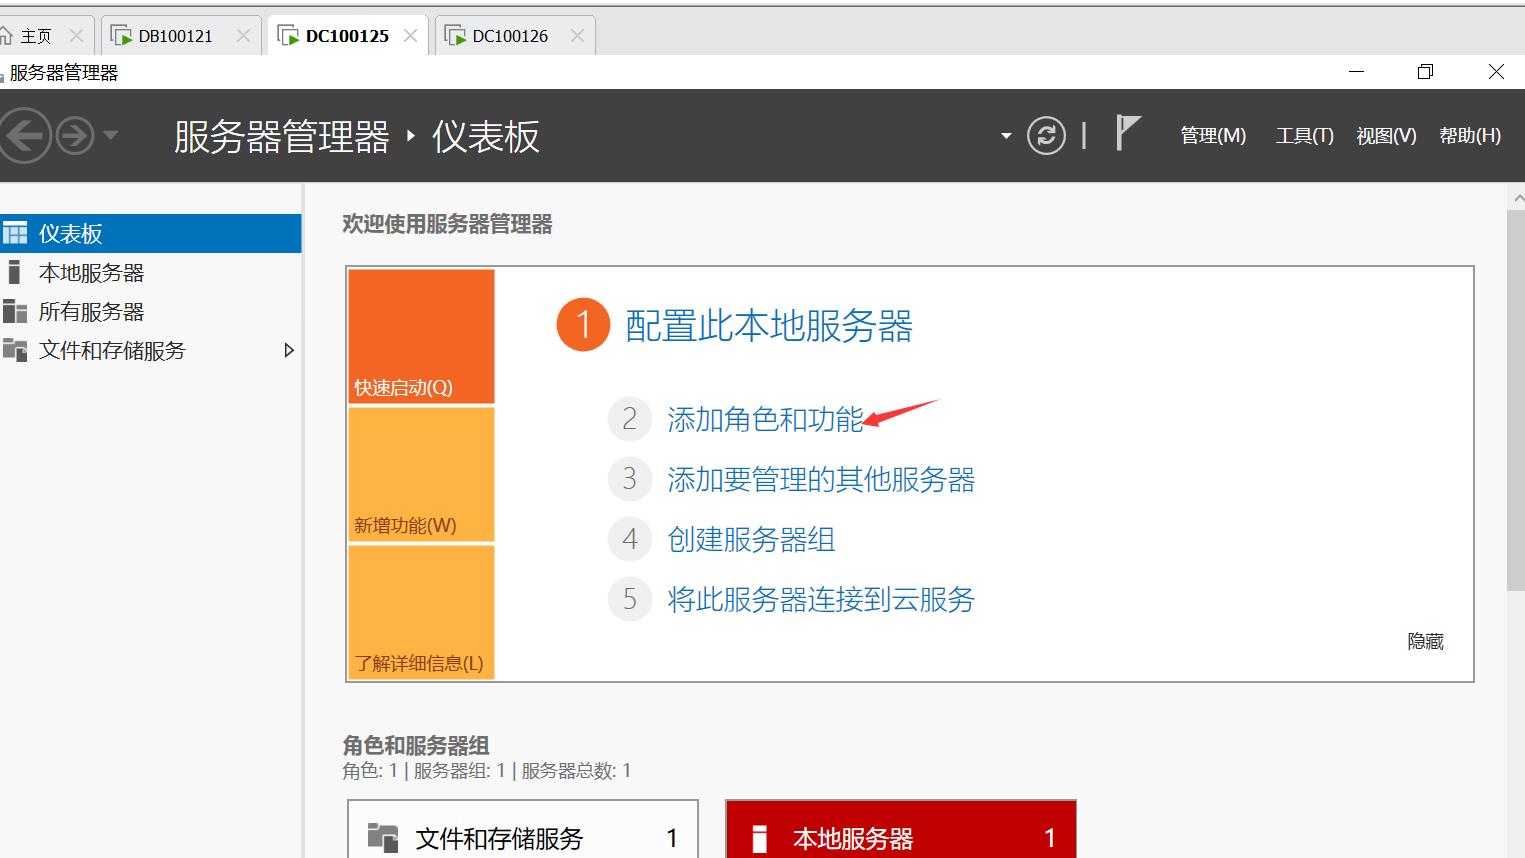 主页 DB100121 DC100125 DC100126
服务器管理器
服务器管理器 仪表板 管理(M) 工具(T) 视图(V) 帮助(H)
仪表板
本地服务器
所有服务器
文件和存储服务
欢迎使用服务器管理器
快速启动(Q)
新增功能(W)
了解详细信息(L)
1 配置此本地服务器
2 添加角色和功能
3 添加要管理的其他服务器
4 创建服务器组
5 将此服务器连接到云服务
隐藏
角色和服务器组
角色: 1 | 服务器组: 1 | 服务器总数: 1
文件和存储服务 1
本地服务器 1